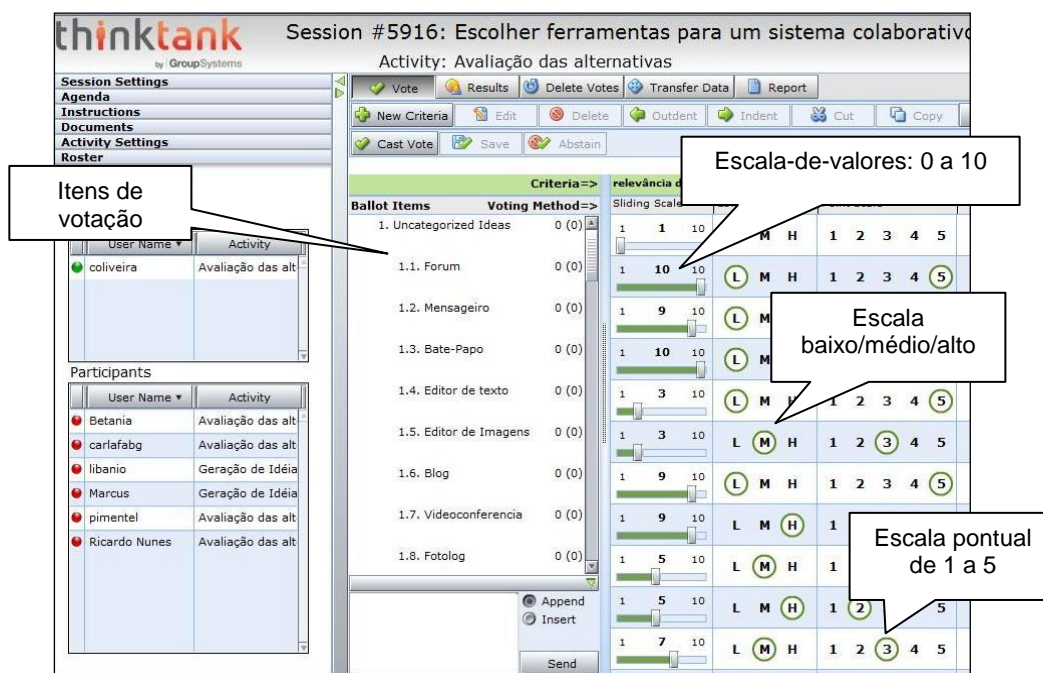 thinktank
by GroupSystems
Session #5916: Escolher ferramentas para um sistema colaborativo
Activity: Avaliação das alternativas
Session Settings
Agenda
Instructions
Documents
Activity Settings
Roster
Vote Results Delete Votes Transfer Data Report
New Criteria Edit Delete Outdent Indent Cut Copy
Cast Vote Save Abstain
Escala-de-valores: 0 a 10
Itens de
votação
Criteria=> relevância
Ballot Items Voting Method=> Sliding Scale
User Name Activity
coliveira Avaliação das alt
1. Uncategorized Ideas 0 (0) 1 1 10 M H 1 2 3 4 5
1.1. Forum 0 (0) 1 10 10 L M H 1 2 3 4 5
1.2. Mensageiro 0 (0) 1 9 10 L M
Escala
baixo/médio/alto
1.3. Bate-Papo 0 (0) 1 10 10 L M
Participants
User Name Activity
1.4. Editor de texto 0 (0) 1 3 10 L M 2 3 4 5
Betania Avaliação das alt
carlafabg Avaliação das alt
1.5. Editor de Imagens 0 (0) 1 3 10 L M H 1 2 3 4 5
libanio Geração de Idéia
1.6. Blog 0 (0) 1 9 10 L M H 1 2 3 4 5
Marcus Geração de Idéia
pimentel Avaliação das alt
1.7. Videoconferencia 0 (0) 1 9 10 L M H 1
Ricardo Nunes Avaliação das alt
Escala pontual
de 1 a 5
1.8. Fotolog 0 (0) 1 5 10 L M H 1
Append
Insert
1 5 10 L M H 1 2 5
1 7 10 L M H 1 2 3 4 5
Send